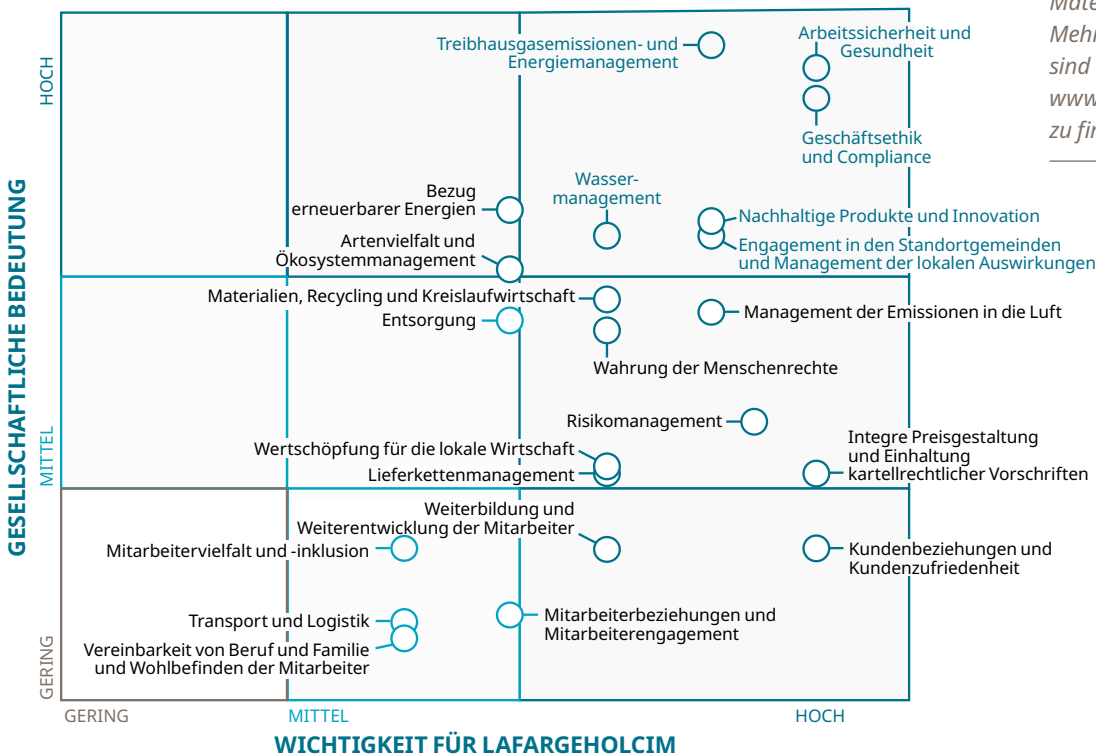 Mehr
sind
www
Arbeitssicherheit und
Gesundheit
Treibhausgasemissionen- und
Energiemanagement
Geschäftsethik
und Compliance
HOCH
Bezug
erneuerbarer Energien
Wasser-
management
Artenvielfalt und
Ökosystemmanagement
Nachhaltige Produkte und Innovation
Engagement in den Standortgemeinden
und Management der lokalen Auswirkungen
GESELLSCHAFTLICHE BEDEUTUNG
Materialien, Recycling und Kreislaufwirtschaft
Entsorgung
Management der Emissionen in die Luft
Wahrung der Menschenrechte
Risikomanagement
MITTEL
Wertschöpfung für die lokale Wirtschaft
Lieferkettenmanagement
Integre Preisgestaltung
und Einhaltung
kartellrechtlicher Vorschriften
Weiterbildung und
Weiterentwicklung der Mitarbeiter
Mitarbeitervielfalt und -inklusion
Kundenbeziehungen und
Kundenzufriedenheit
Transport und Logistik
Mitarbeiterbeziehungen und
Mitarbeiterengagement
Vereinbarkeit von Beruf und Familie
und Wohlbefinden der Mitarbeiter
GERING
GERING
MITTEL
HOCH
WICHTIGKEIT FÜR LAFARGEHOLCIM